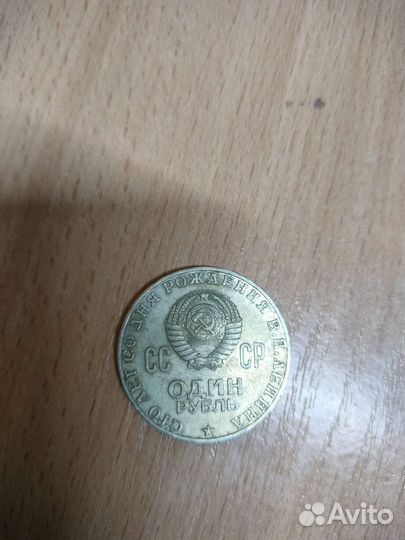 СТО ЛЕТ СО ДНЯ РОЖДЕНИЯ В.И.ЛЕНИНА
СС СР
ОДИН
РУБЛЬ
Avito